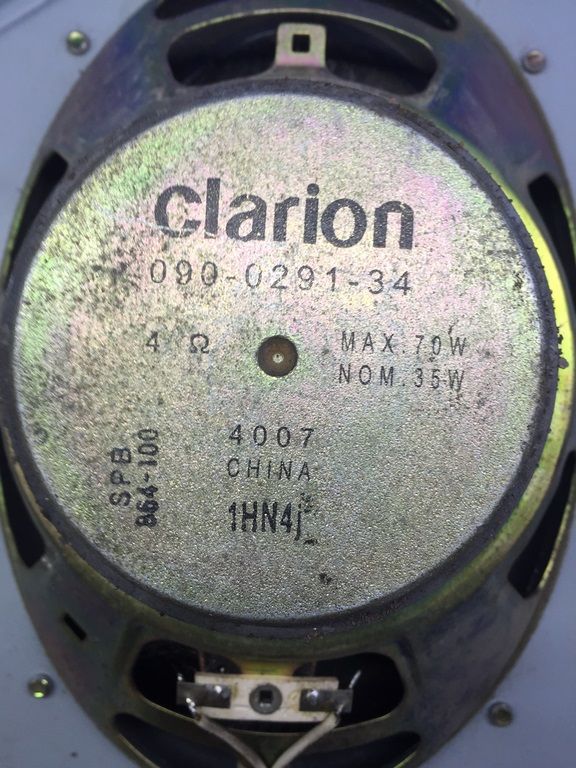 clarion
090-0291-34
4 Ω
MAX.70W
NOM.35W
4007
CHINA
1HN4j
SPB
864-100